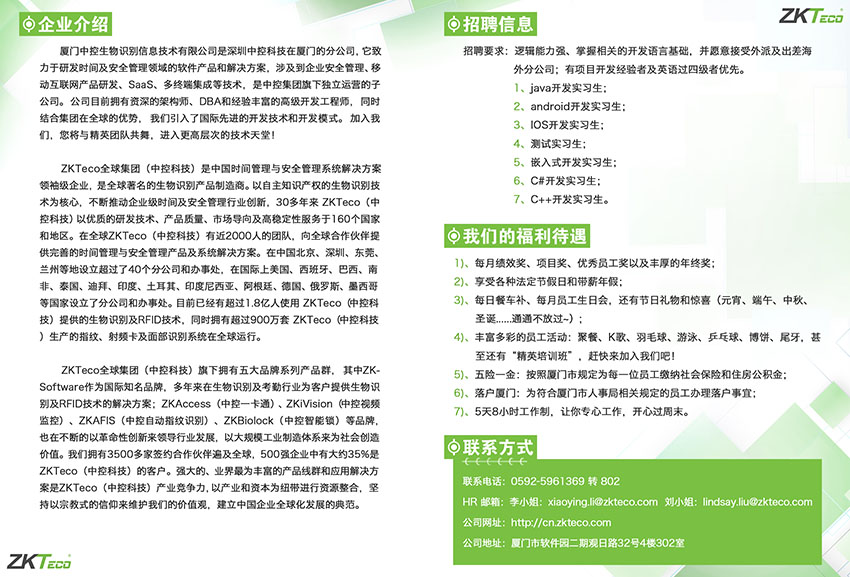 企业介绍
厦门中控生物识别信息技术有限公司是深圳中控科技在厦门的分公司,它致
力于研发时间及安全管理领域的软件产品和解决方案,涉及到企业安全管理、移
动互联网产品研发、SaaS、多终端集成等技术,是中控集团旗下独立运营的子
公司。公司目前拥有资深的架构师、DBA和经验丰富的高级开发工程师,同时
结合集团在全球的优势,我们引入了国际先进的开发技术和开发模式。加入我
们,您将与精英团队共舞,进入更高层次的技术天堂!
ZKTeco全球集团(中控科技)是中国时间管理与安全管理系统解决方案
领袖级企业,是全球著名的生物识别产品制造商。以自主知识产权的生物识别技
术为核心,不断推动企业级时间及安全管理行业创新,30多年来 ZKTeco(中
控科技)以优质的研发技术、产品质量、市场导向及高稳定性服务于160个国家
和地区。在全球ZKTeco(中控科技)有近2000人的团队,向全球合作伙伴提
供完善的时间管理与安全管理产品及系统解决方案。在中国北京、深圳、东莞、
兰州等地设立超过了40个分公司和办事处,在国际上美国、西班牙、巴西、南
非、泰国、迪拜、印度、土耳其、印度尼西亚、阿根廷、德国、俄罗斯、墨西哥
等国家设立了分公司和办事处。目前已经有超过1.8亿人使用 ZKTeco(中控科
技)提供的生物识别及RFID技术,同时拥有超过900万套 ZKTeco(中控科技
)生产的指纹、射频卡及面部识别系统在全球运行。
ZKTeco全球集团(中控科技)旗下拥有五大品牌系列产品群,其中ZK-
Software作为国际知名品牌,多年来在生物识别及考勤行业为客户提供生物识
别及RFID技术的解决方案;ZKAccess(中控一卡通)、ZKiVision(中控视频
监控)、ZKAFIS(中控自动指纹识别)、ZKBiolock(中控智能锁)等品牌,
也在不断的以革命性创新来领导行业发展,以大规模工业制造体系来为社会创造
价值。我们拥有3500多家签约合作伙伴遍及全球,500强企业中有大约35%是
ZKTeco(中控科技)的客户。强大的、业界最为丰富的产品线群和应用解决方
案是ZKTeco(中控科技)产业竞争力,以产业和资本为纽带进行资源整合,坚
持以宗教式的信仰来维护我们的价值观,建立中国企业全球化发展的典范。
ZKTeco
ZKTeco
招聘信息
招聘要求:逻辑能力强、掌握相关的开发语言基础,并愿意接受外派及出差海
外分公司;有项目开发经验者及英语过四级者优先。
1、java开发实习生;
2、android开发实习生;
3、IOS开发实习生;
4、测试实习生;
5、嵌入式开发实习生;
6、C#开发实习生;
7、C++开发实习生。
我们的福利待遇
1)、每月绩效奖、项目奖、优秀员工奖以及丰厚的年终奖;
2)、享受各种法定节假日和带薪年假;
3)、每日餐车补、每月员工生日会,还有节日礼物和惊喜(元宵、端午、中秋、
圣诞......通通不放过~);
4)、丰富多彩的员工活动:聚餐、K歌、羽毛球、游泳、乒乓球、博饼、尾牙,甚
至还有“精英培训班”,赶快来加入我们吧!
5)、五险一金:按照厦门市规定为每一位员工缴纳社会保险和住房公积金;
6)、落户厦门:为符合厦门市人事局相关规定的员工办理落户事宜;
7)、5天8小时工作制,让你专心工作,开心过周末。
联系方式
联系电话:0592-5961369 转 802
HR 邮箱:李小姐:xiaoying.li@zkteco.com 刘小姐:lindsay.liu@zkteco.com
公司网址:http://cn.zkteco.com
公司地址:厦门市软件园二期观日路32号4楼302室